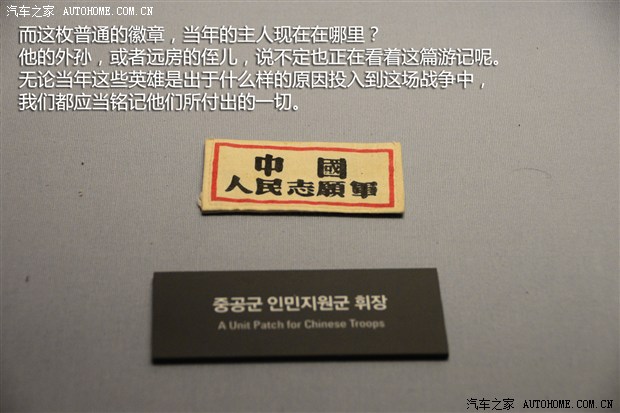 汽车之家 AUTOHOME.COM.CN
而这枚普通的徽章，当年的主人现在在哪里？
他的外孙，或者远房的侄儿，说不定也正在看着这篇游记呢。
无论当年这些英雄是出于什么样的原因投入到这场战争中，
我们都应当铭记他们所付出的一切。
中國
人民志願軍
중공군 인민지원군 휘장
A Unit Patch for Chinese Troops
汽车之家 AUTOHOME.COM.CN